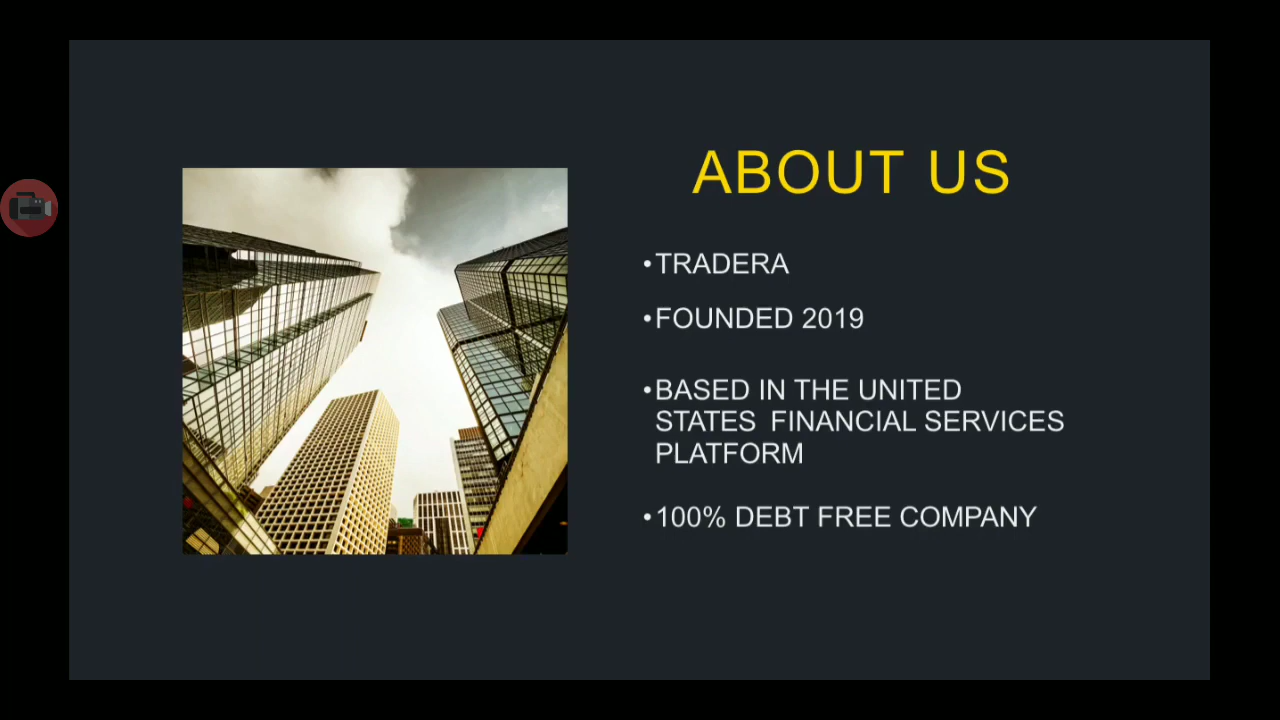 ABOUT US
•TRADERA
•FOUNDED 2019
•BASED IN THE UNITED
STATES  FINANCIAL SERVICES
PLATFORM
•100% DEBT FREE COMPANY